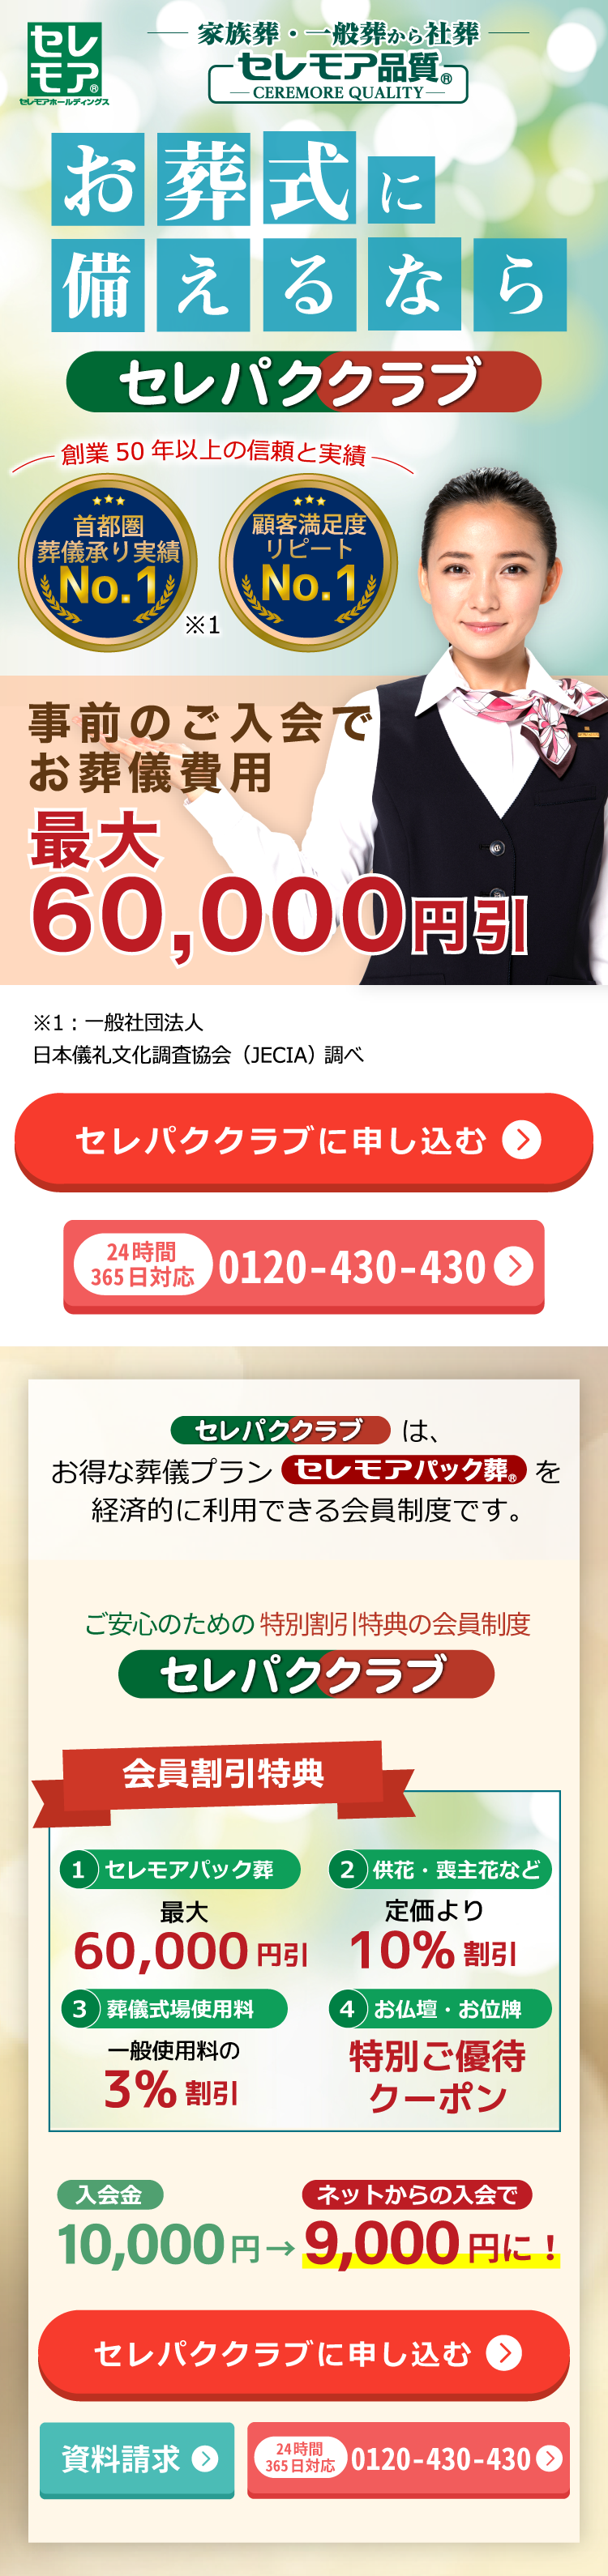 セレモア®
セレモアホールディングス
家族葬・一般葬から社葬
セレモア品質®
CEREMORE QUALITY
お葬式に
備えるなら
セレパククラブ
創業50年以上の信頼と実績
首都圏
葬儀承り実績
No.1
※1
顧客満足度
リピート
No.1
事前のご入会で
お葬儀費用
最大
60,000円引
※1：一般社団法人
日本儀礼文化調査協会（JECIA）調べ
セレパククラブに申し込む
24時間
365日対応
0120-430-430
セレパククラブ は、
お得な葬儀プラン セレモアパック葬® を
経済的に利用できる会員制度です。
ご安心のための 特別割引特典の会員制度
セレパククラブ
会員割引特典
1 セレモアパック葬
最大
60,000 円引
2 供花・喪主花など
定価より
10% 割引
3 葬儀式場使用料
一般使用料の
3% 割引
4 お仏壇・お位牌
特別ご優待
クーポン
入会金
10,000円→
ネットからの入会で
9,000円に！
セレパククラブに申し込む
資料請求
24時間
365日対応
0120-430-430